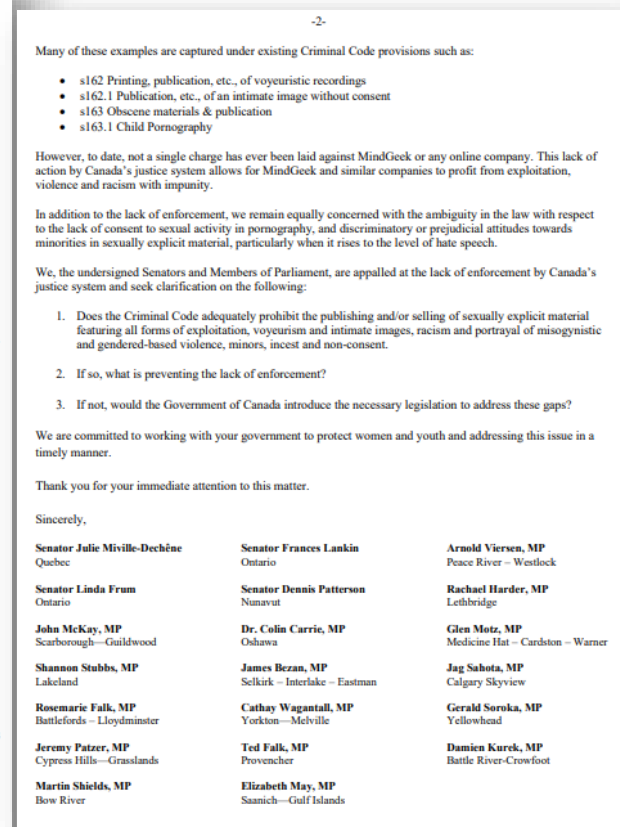 -2-
Many of these examples are captured under existing Criminal Code provisions such as:
• s162 Printing, publication, etc., of voyeuristic recordings
• s162.1 Publication, etc., of an intimate image without consent
• s163 Obscene materials & publication
• s163.1 Child Pornography
However, to date, not a single charge has ever been laid against MindGeek or any online company. This lack of
action by Canada's justice system allows for MindGeek and similar companies to profit from exploitation,
violence and racism with impunity.
In addition to the lack of enforcement, we remain equally concerned with the ambiguity in the law with respect
to the lack of consent to sexual activity in pornography, and discriminatory or prejudicial attitudes towards
minorities in sexually explicit material, particularly when it rises to the level of hate speech.
We, the undersigned Senators and Members of Parliament, are appalled at the lack of enforcement by Canada's
justice system and seek clarification on the following:
1. Does the Criminal Code adequately prohibit the publishing and/or selling of sexually explicit material
featuring all forms of exploitation, voyeurism and intimate images, racism and portrayal of misogynistic
and gendered-based violence, minors, incest and non-consent.
2. If so, what is preventing the lack of enforcement?
3. If not, would the Government of Canada introduce the necessary legislation to address these gaps?
We are committed to working with your government to protect women and youth and addressing this issue in a
timely manner.
Thank you for your immediate attention to this matter.
Sincerely,
Senator Julie Miville-Dechêne Senator Frances Lankin Arnold Viersen, MP
Quebec Ontario Peace River – Westlock
Senator Linda Frum Senator Dennis Patterson Rachael Harder, MP
Ontario Nunavut Lethbridge
John McKay, MP Dr. Colin Carrie, MP Glen Motz, MP
Scarborough—Guildwood Oshawa Medicine Hat – Cardston – Warner
Shannon Stubbs, MP James Bezan, MP Jag Sahota, MP
Lakeland Selkirk – Interlake – Eastman Calgary Skyview
Rosemarie Falk, MP Cathay Wagantall, MP Gerald Soroka, MP
Battlefords – Lloydminster Yorkton—Melville Yellowhead
Jeremy Patzer, MP Ted Falk, MP Damien Kurek, MP
Cypress Hills—Grasslands Provencher Battle River-Crowfoot
Martin Shields, MP Elizabeth May, MP
Bow River Saanich—Gulf Islands